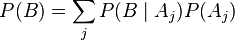 P(B) = \sum_j P(B \mid A_j) P(A_j)